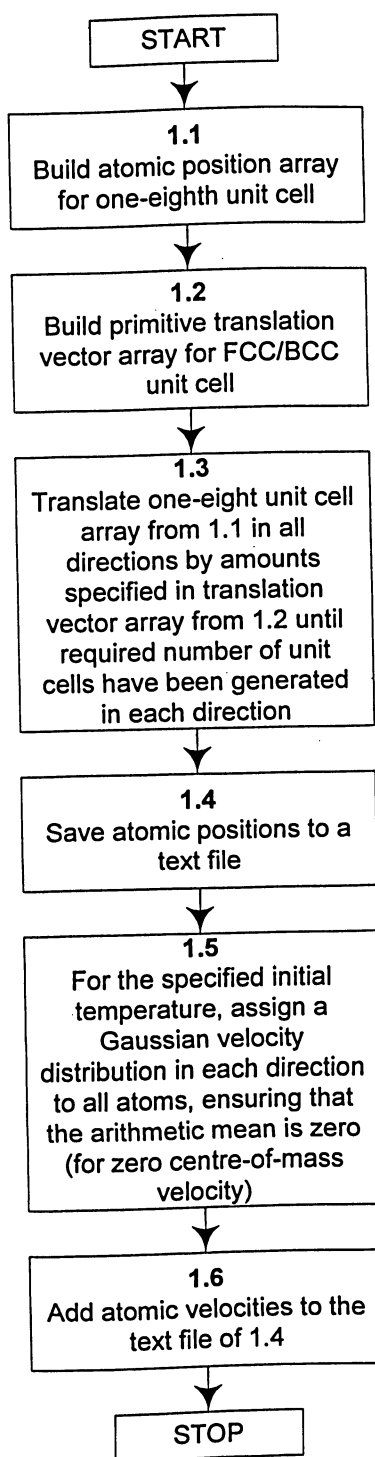 START
1.1
Build atomic position array
for one-eighth unit cell
1.2
Build primitive translation
vector array for FCC/BCC
unit cell
1.3
Translate one-eight unit cell
array from 1.1 in all
directions by amounts
specified in translation
vector array from 1.2 until
required number of unit
cells have been generated
in each direction
1.4
Save atomic positions to a
text file
1.5
For the specified initial
temperature, assign a
Gaussian velocity
distribution in each direction
to all atoms, ensuring that
the arithmetic mean is zero
(for zero centre-of-mass
velocity)
1.6
Add atomic velocities to the
text file of 1.4
STOP